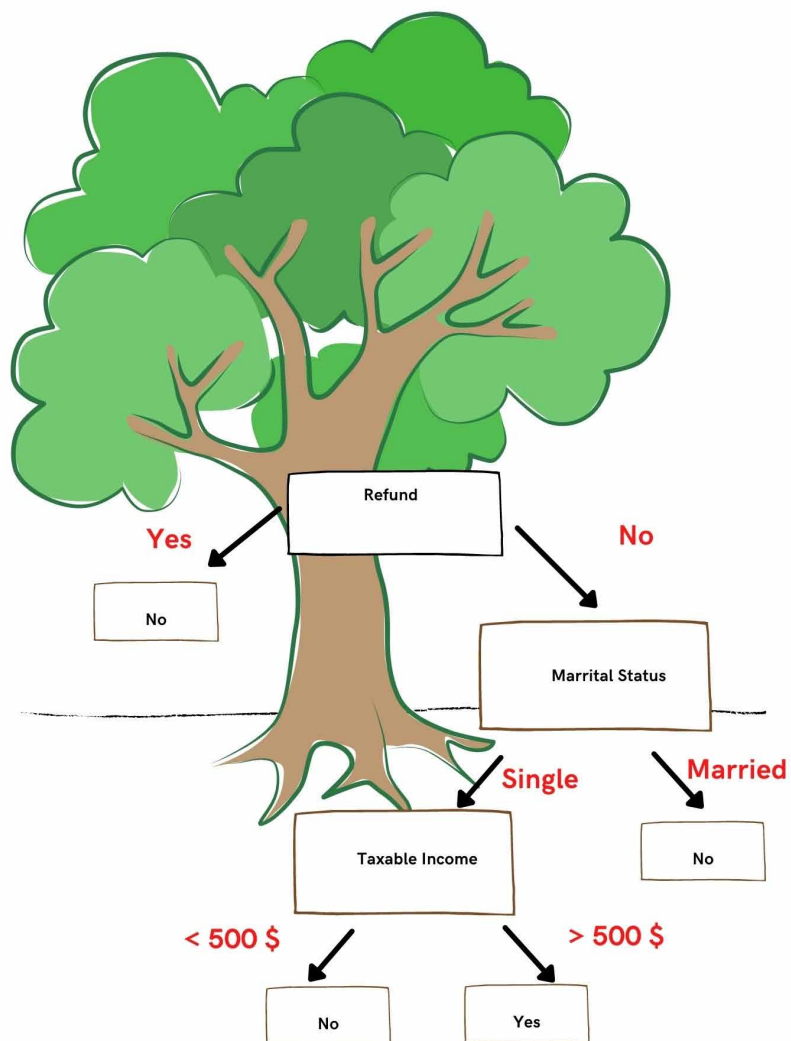 Refund
Yes
No
No
Marrital Status
Single
Married
Taxable Income
No
< 500 $
> 500 $
No
Yes